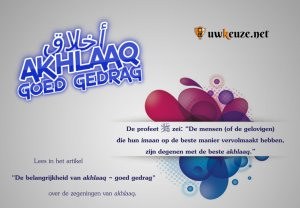 uwkeuze.net
أخلاق
AKHLAAQ
GOED GEDRAG
De profeet ﷺ zei: "De mensen (of de gelovigen)
die hun imaan op de beste manier vervolmaakt hebben,
zijn degenen met de beste akhlaaq."
Lees in het artikel
"De belangrijkheid van akhlaaq – goed gedrag"
over de zegeningen van akhlaaq.